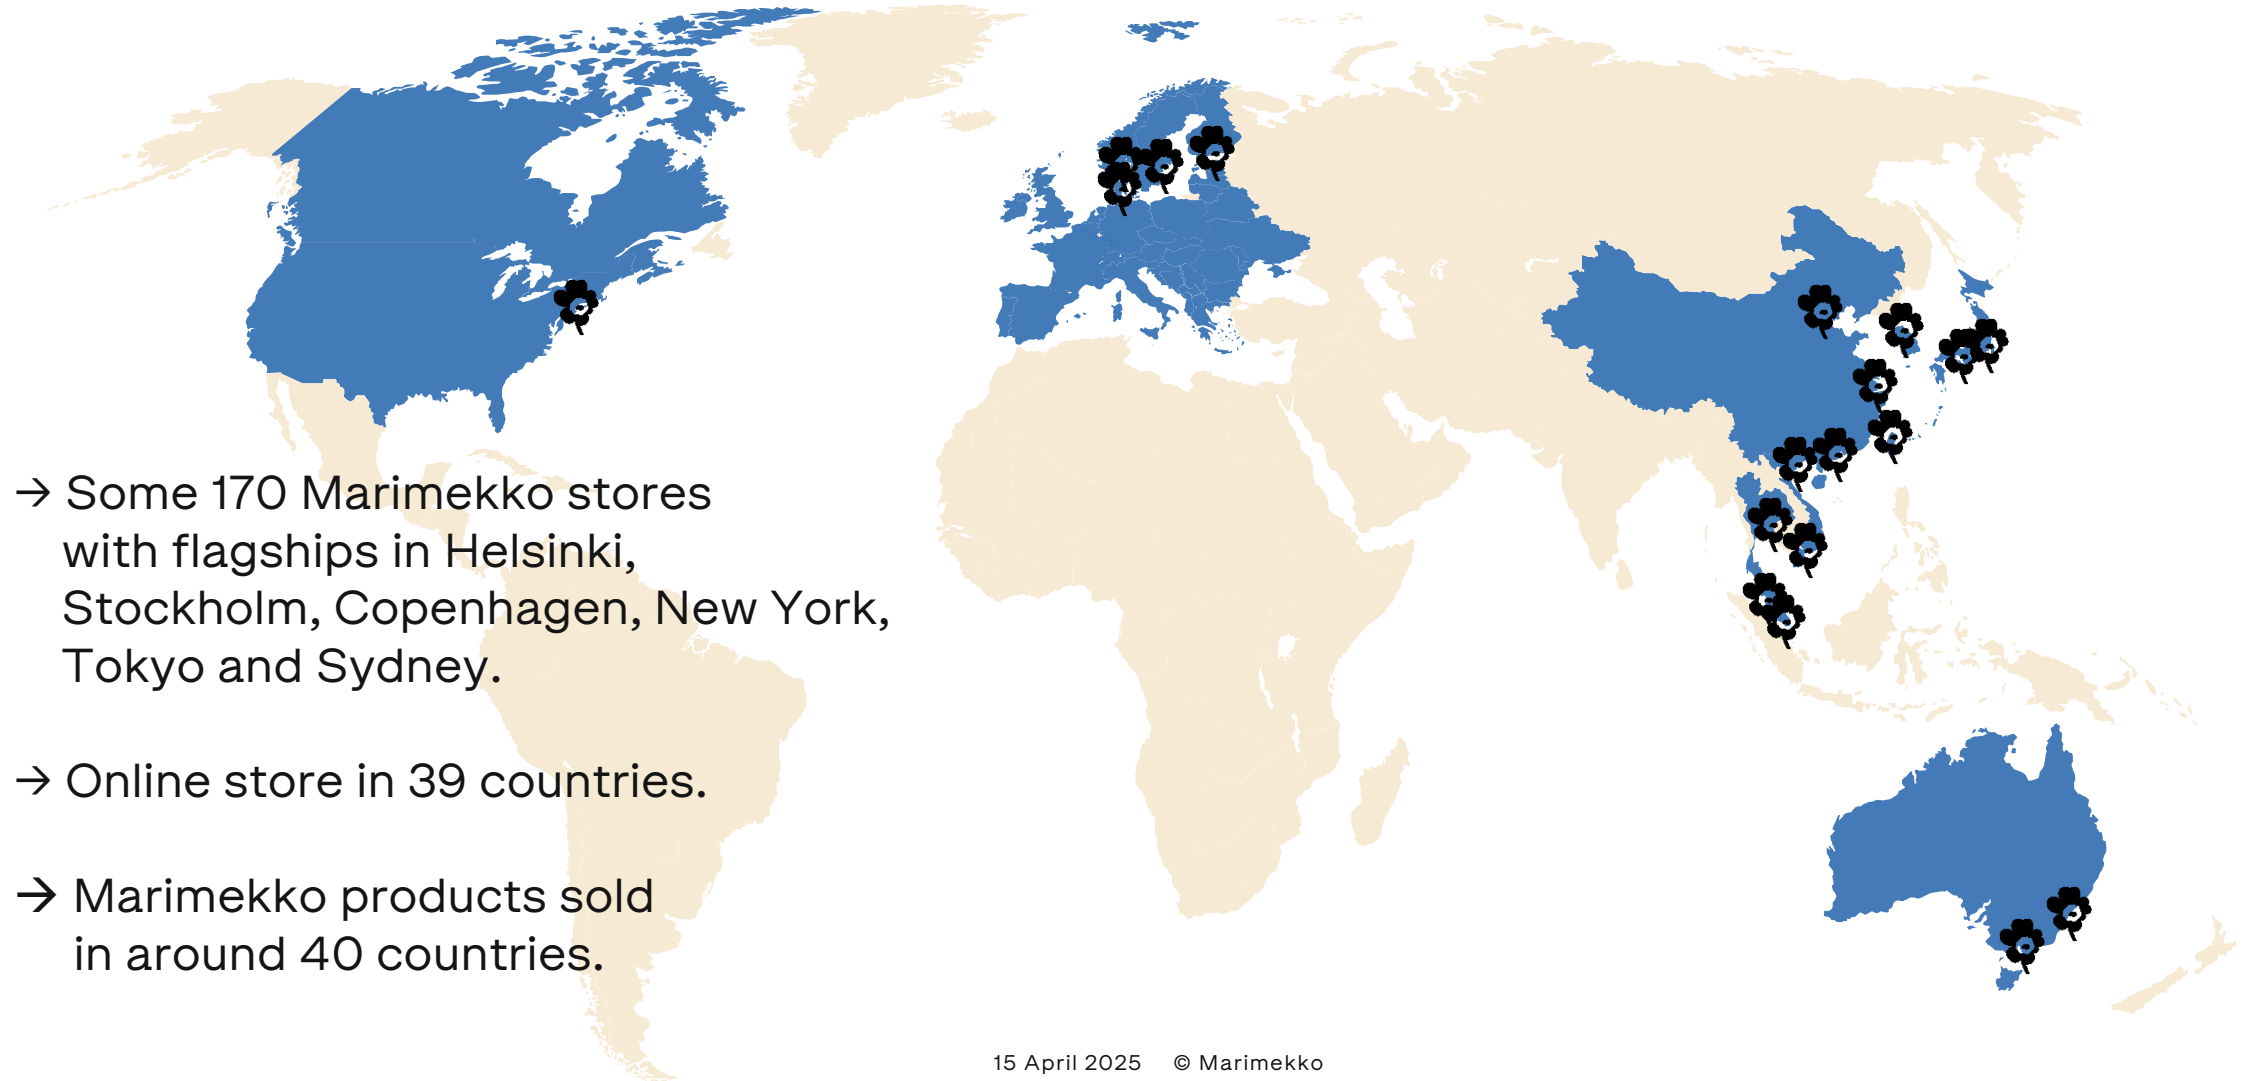 → Some 170 Marimekko stores
with flagships in Helsinki,
Stockholm, Copenhagen, New York,
Tokyo and Sydney.
→ Online store in 39 countries.
→ Marimekko products sold
in around 40 countries.
15 April 2025 © Marimekko